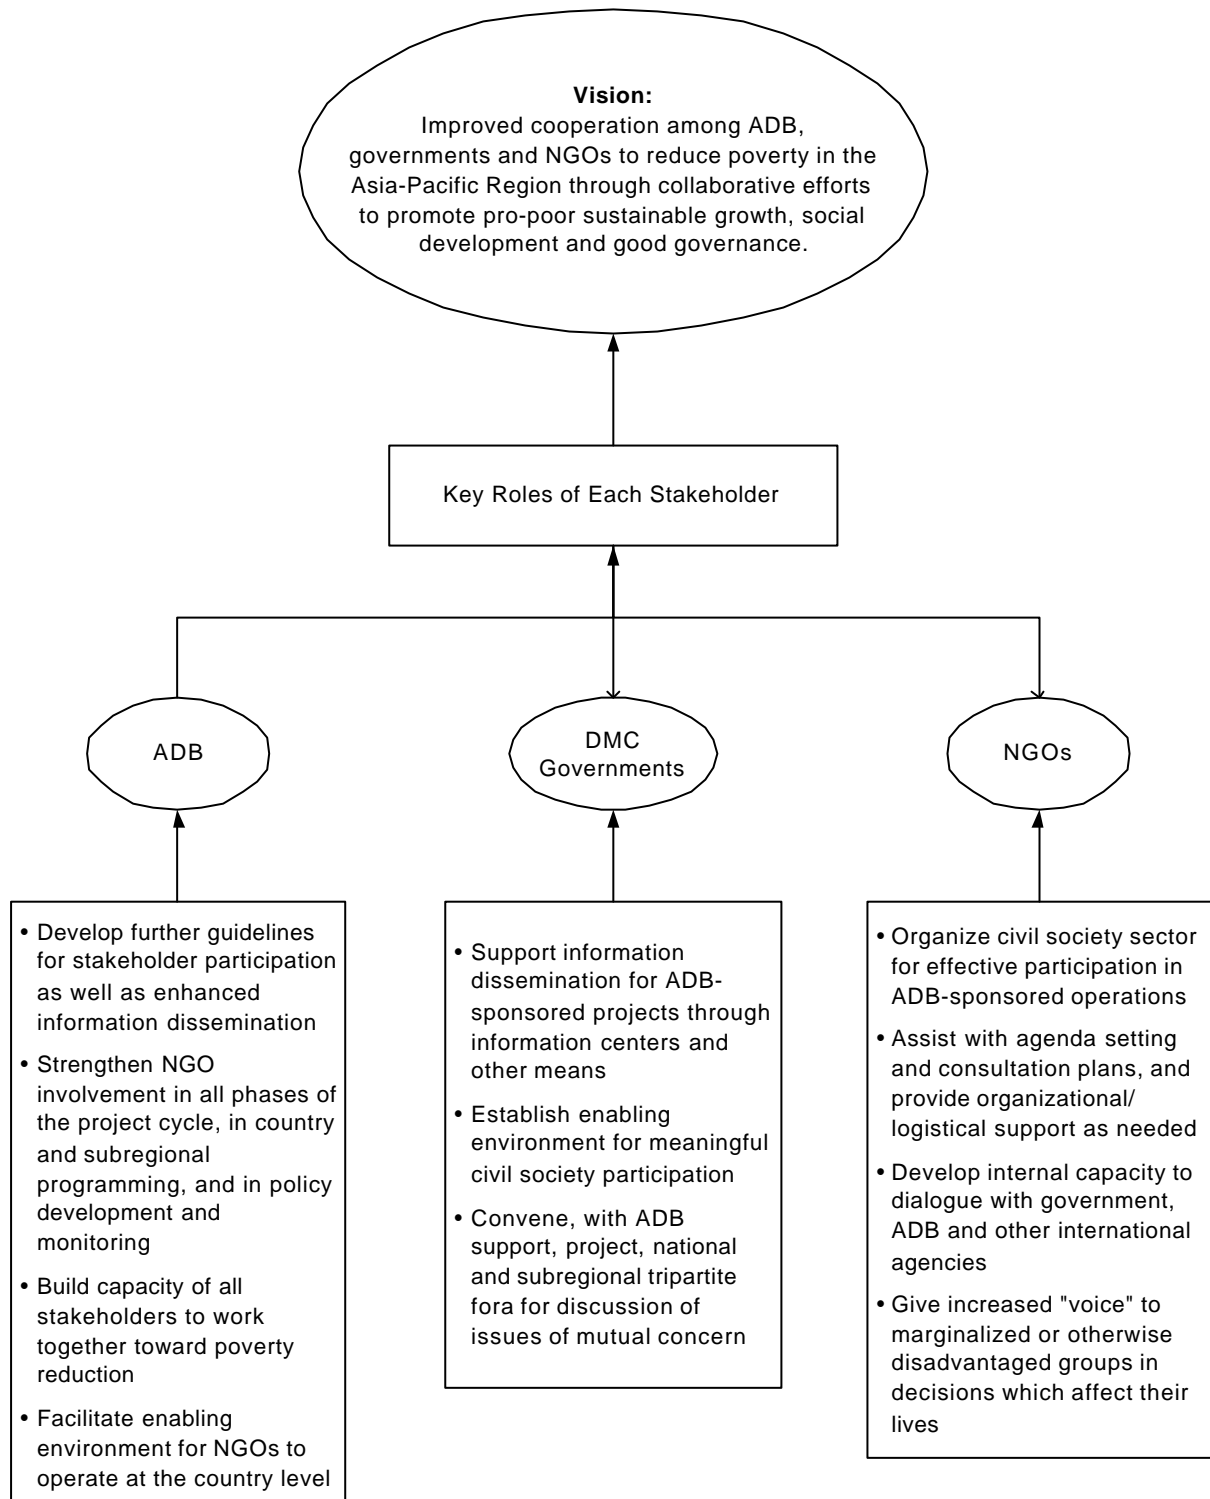 Vision:
Improved cooperation among ADB,
governments and NGOs to reduce poverty in the
Asia-Pacific Region through collaborative efforts
to promote pro-poor sustainable growth, social
development and good governance.
Key Roles of Each Stakeholder
ADB
DMC
Governments
NGOs
• Develop further guidelines
for stakeholder participation
as well as enhanced
information dissemination
• Strengthen NGO
involvement in all phases of
the project cycle, in country
and subregional
programming, and in policy
development and
monitoring
• Build capacity of all
stakeholders to work
together toward poverty
reduction
• Facilitate enabling
environment for NGOs to
operate at the country level
• Support information
dissemination for ADB-
sponsored projects through
information centers and
other means
• Establish enabling
environment for meaningful
civil society participation
• Convene, with ADB
support, project, national
and subregional tripartite
fora for discussion of
issues of mutual concern
• Organize civil society sector
for effective participation in
ADB-sponsored operations
• Assist with agenda setting
and consultation plans, and
provide organizational/
logistical support as needed
• Develop internal capacity to
dialogue with government,
ADB and other international
agencies
• Give increased "voice" to
marginalized or otherwise
disadvantaged groups in
decisions which affect their
lives